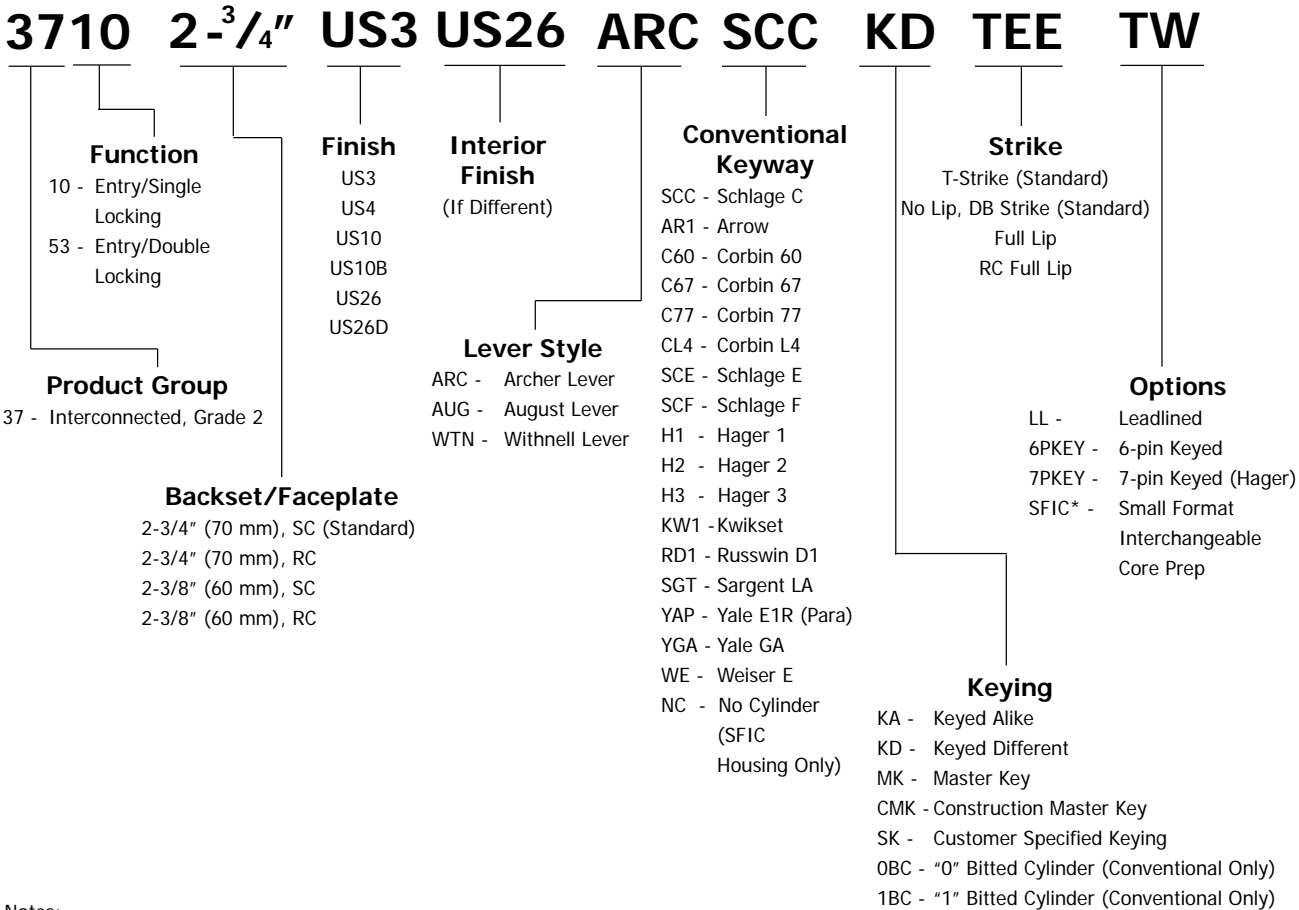 3710 2-3/4" US3 US26 ARC SCC KD TEE TW
Function
10 - Entry/Single
Locking
53 - Entry/Double
Locking
Product Group
37 - Interconnected, Grade 2
Backset/Faceplate
2-3/4" (70 mm), SC (Standard)
2-3/4" (70 mm), RC
2-3/8" (60 mm), SC
2-3/8" (60 mm), RC
Finish
US3
US4
US10
US10B
US26
US26D
Interior
Finish
(If Different)
Lever Style
ARC - Archer Lever
AUG - August Lever
WTN - Withnell Lever
Conventional
Keyway
SCC - Schlage C
AR1 - Arrow
C60 - Corbin 60
C67 - Corbin 67
C77 - Corbin 77
CL4 - Corbin L4
SCE - Schlage E
SCF - Schlage F
H1 - Hager 1
H2 - Hager 2
H3 - Hager 3
KW1 - Kwikset
RD1 - Russwin D1
SGT - Sargent LA
YAP - Yale E1R (Para)
YGA - Yale GA
WE - Weiser E
NC - No Cylinder
(SFIC
Housing Only)
Strike
T-Strike (Standard)
No Lip, DB Strike (Standard)
Full Lip
RC Full Lip
Options
LL - Leadlined
6PKEY - 6-pin Keyed
7PKEY - 7-pin Keyed (Hager)
SFIC* - Small Format
Interchangeable
Core Prep
Keying
KA - Keyed Alike
KD - Keyed Different
MK - Master Key
CMK - Construction Master Key
SK - Customer Specified Keying
0BC - "0" Bitted Cylinder (Conventional Only)
1BC - "1" Bitted Cylinder (Conventional Only)